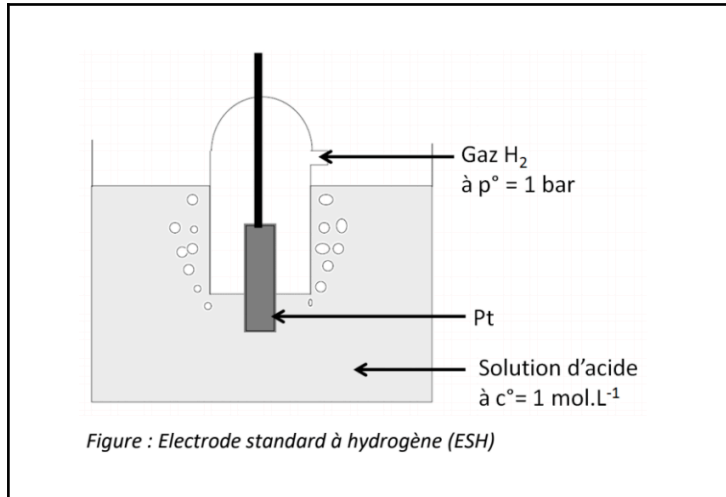 Gaz H₂
à p° = 1 bar
Pt
Solution d’acide
à c°= 1 mol.L⁻¹
Figure : Electrode standard à hydrogène (ESH)